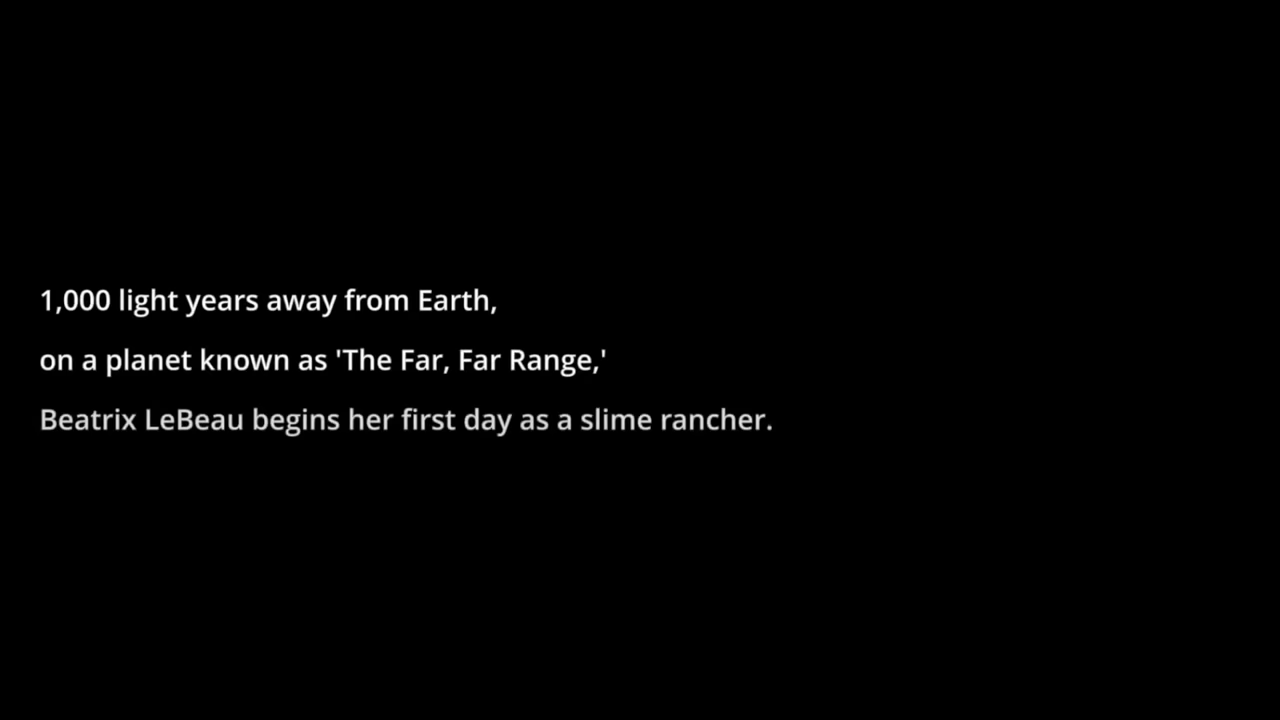 1,000 light years away from Earth,
on a planet known as 'The Far, Far Range,'
Beatrix LeBeau begins her first day as a slime rancher.